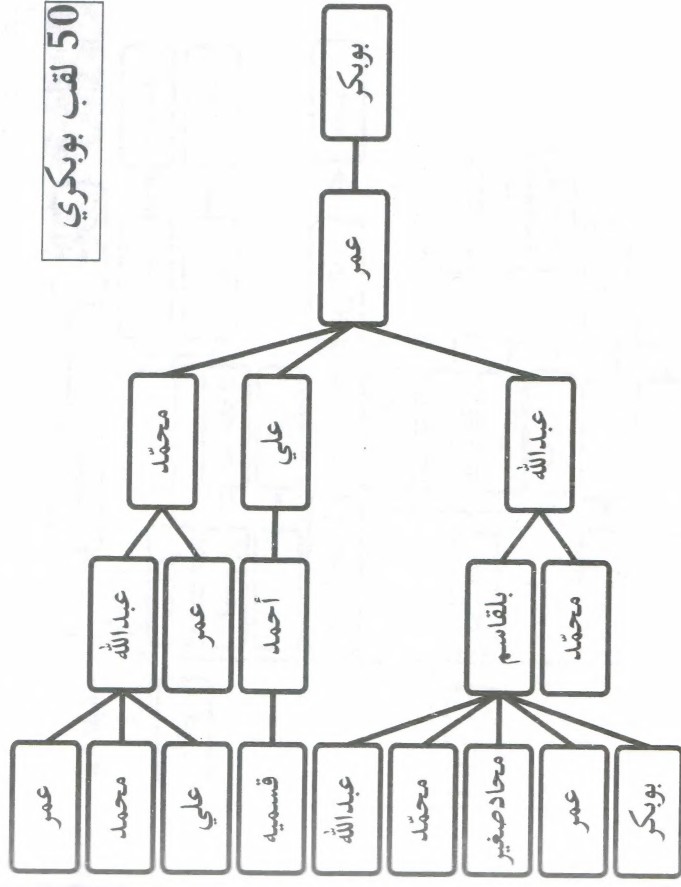 50 لقب بوبكري
بوبكر
عمر
عبدالله
علي
محمّد
محمّد
بلقاسم
أحمد
عمر
عبدالله
بوبكر
عمر
محادصغير
محمّد
عبدالله
قسميه
علي
محمد
عمر